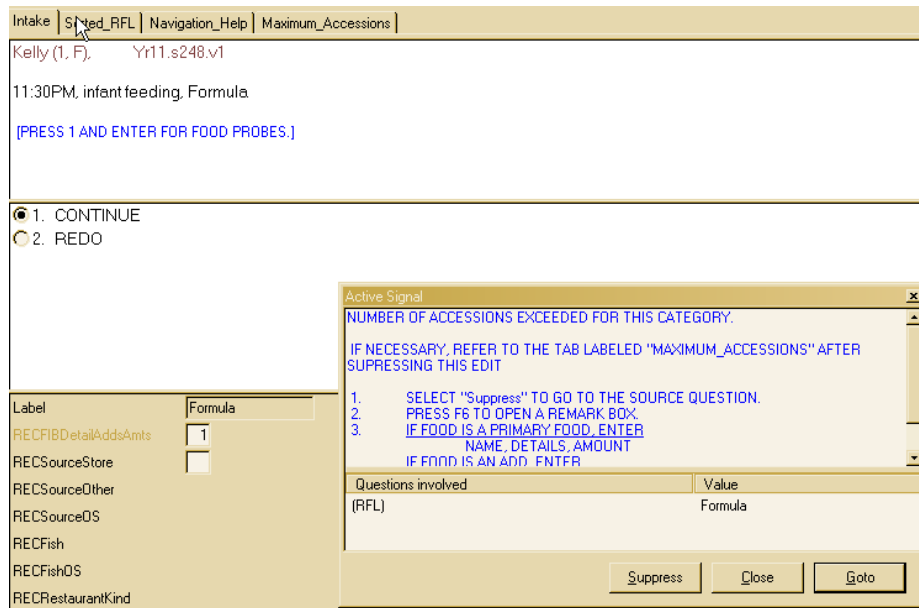 Intake Sorted_RFL Navigation_Help Maximum_Accessions
Kelly (1, F), Yr11.s248.v1
11:30PM, infant feeding, Formula
[PRESS 1 AND ENTER FOR FOOD PROBES.]
1. CONTINUE
2. REDO
Active Signal
NUMBER OF ACCESSIONS EXCEEDED FOR THIS CATEGORY.
IF NECESSARY, REFER TO THE TAB LABELED "MAXIMUM_ACCESSIONS" AFTER
SUPRESSING THIS EDIT
1. SELECT "Suppress" TO GO TO THE SOURCE QUESTION.
2. PRESS F6 TO OPEN A REMARK BOX.
3. IF FOOD IS A PRIMARY FOOD, ENTER
NAME, DETAILS, AMOUNT
IF FOOD IS AN ADD, ENTER
Questions involved Value
(RFL) Formula
Suppress Close Goto
Label Formula
RECFIBDetailAddsAmts 1
RECSourceStore
RECSourceOther
RECSourceOS
RECFish
RECFishOS
RECRestaurantKind